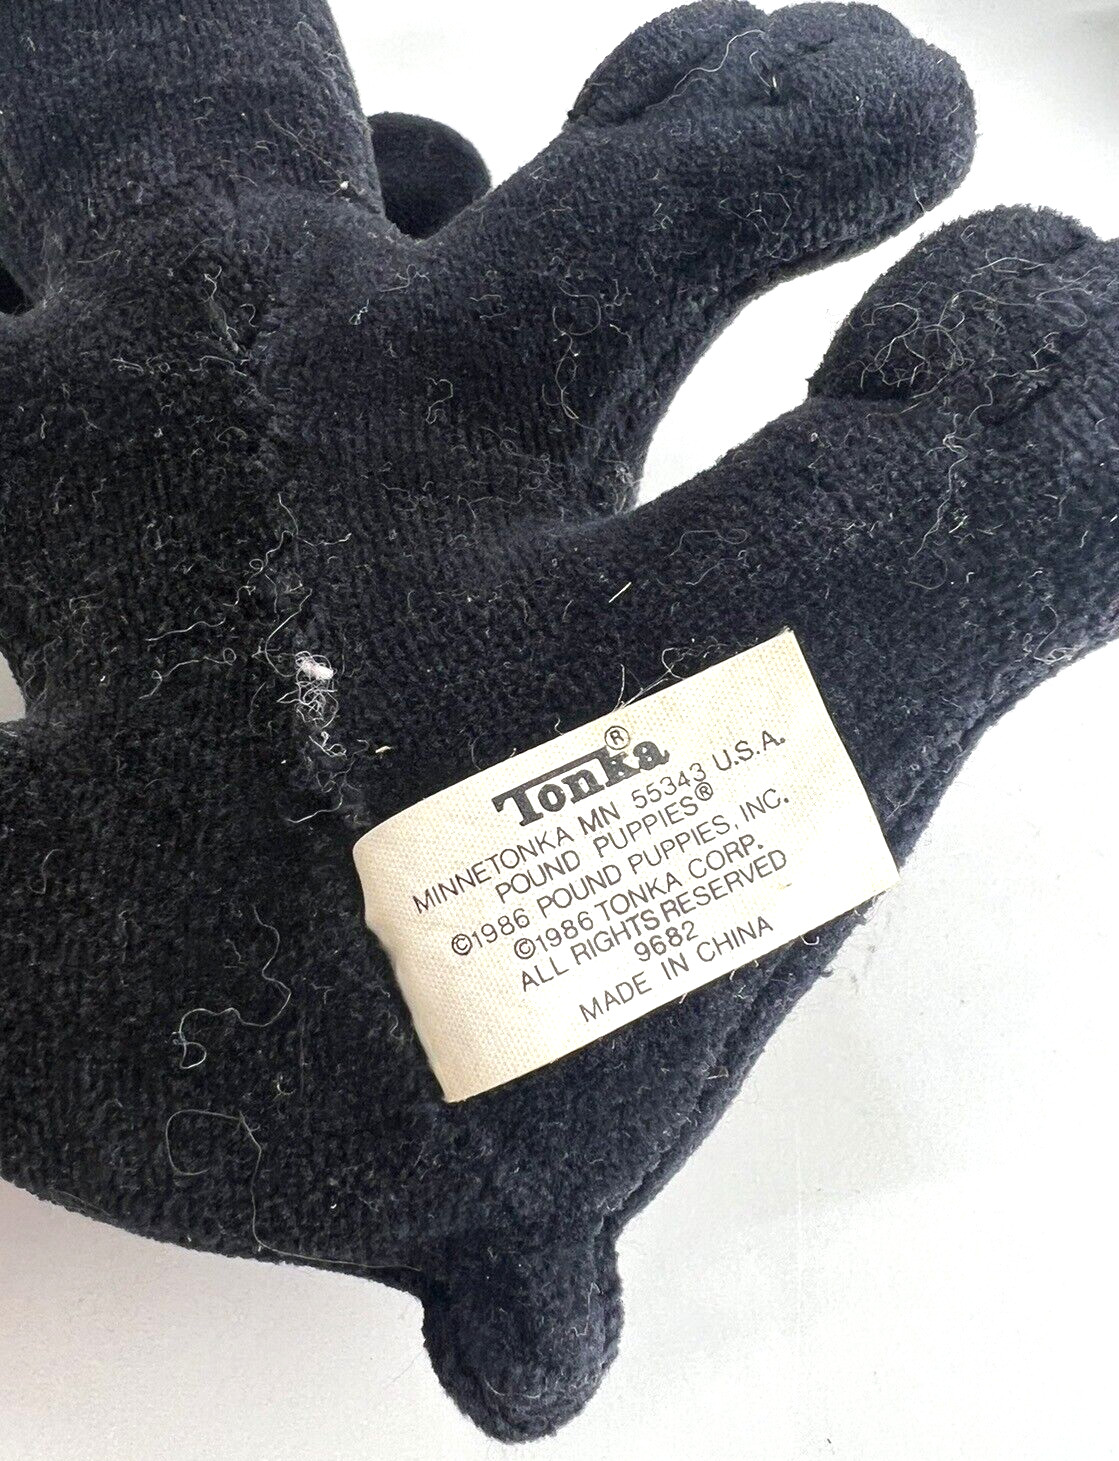 Tonka®
MINNETONKA MN 55343 U.S.A.
POUND PUPPIES®
©1986 POUND PUPPIES, INC.
©1986 TONKA CORP.
ALL RIGHTS RESERVED
9682
MADE IN CHINA